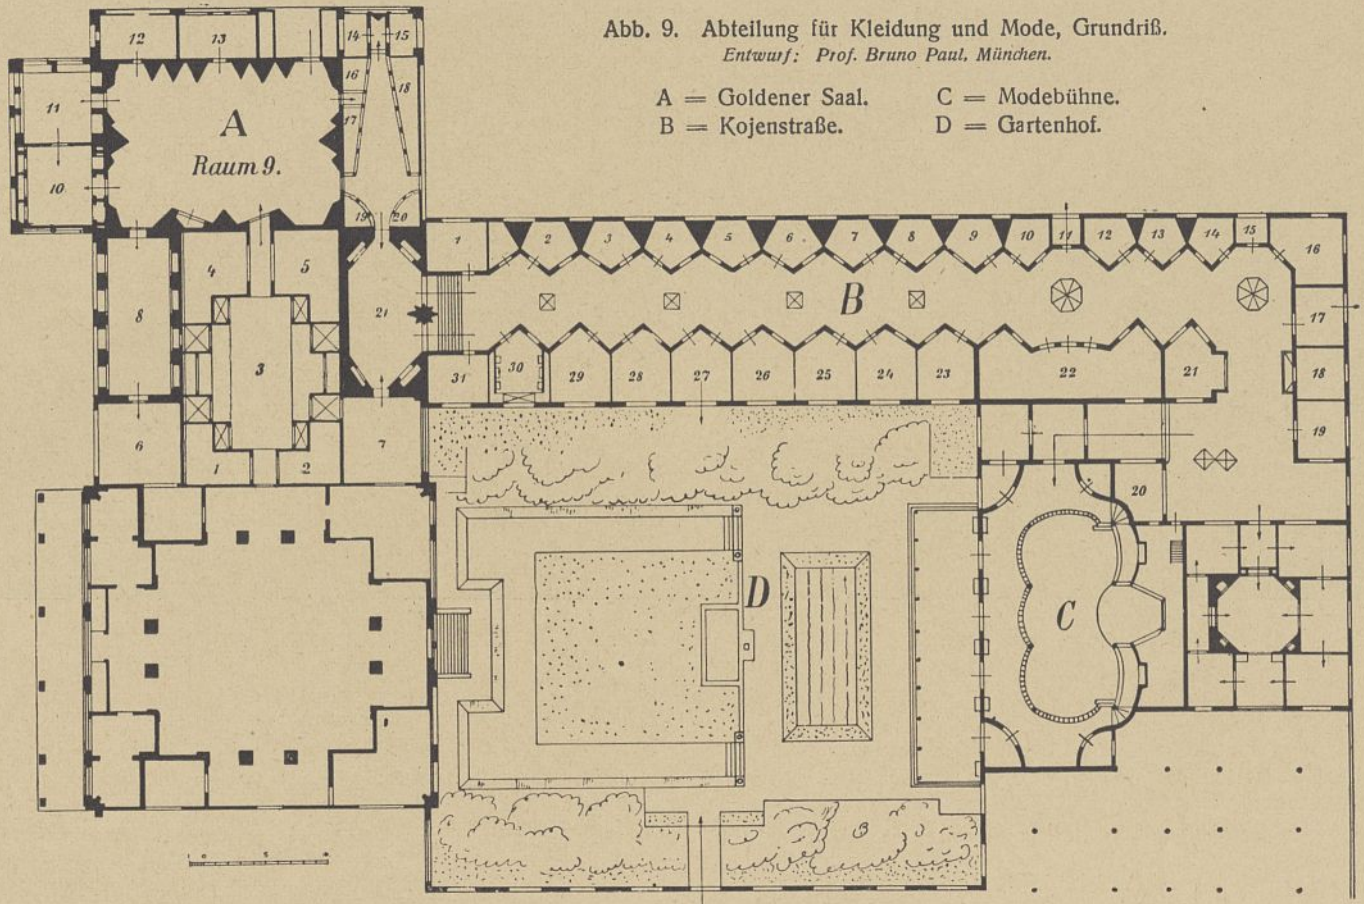 Abb. 9. Abteilung für Kleidung und Mode, Grundriß.
Entwurf: Prof. Bruno Paul, München.
A = Goldener Saal.
B = Kojenstraße.
C = Modebühne.
D = Gartenhof.
12 13 14 15
16 18
11
17
A
Raum 9.
10
19 20
4 5
8
3
21
6
1 2
7
1 2 3 4 5 6 7 8 9 10 11 12 13 14 15 16
B
17
31 30 29 28 27 26 25 24 23 22 21 18
19
20
D
C
1 0 5